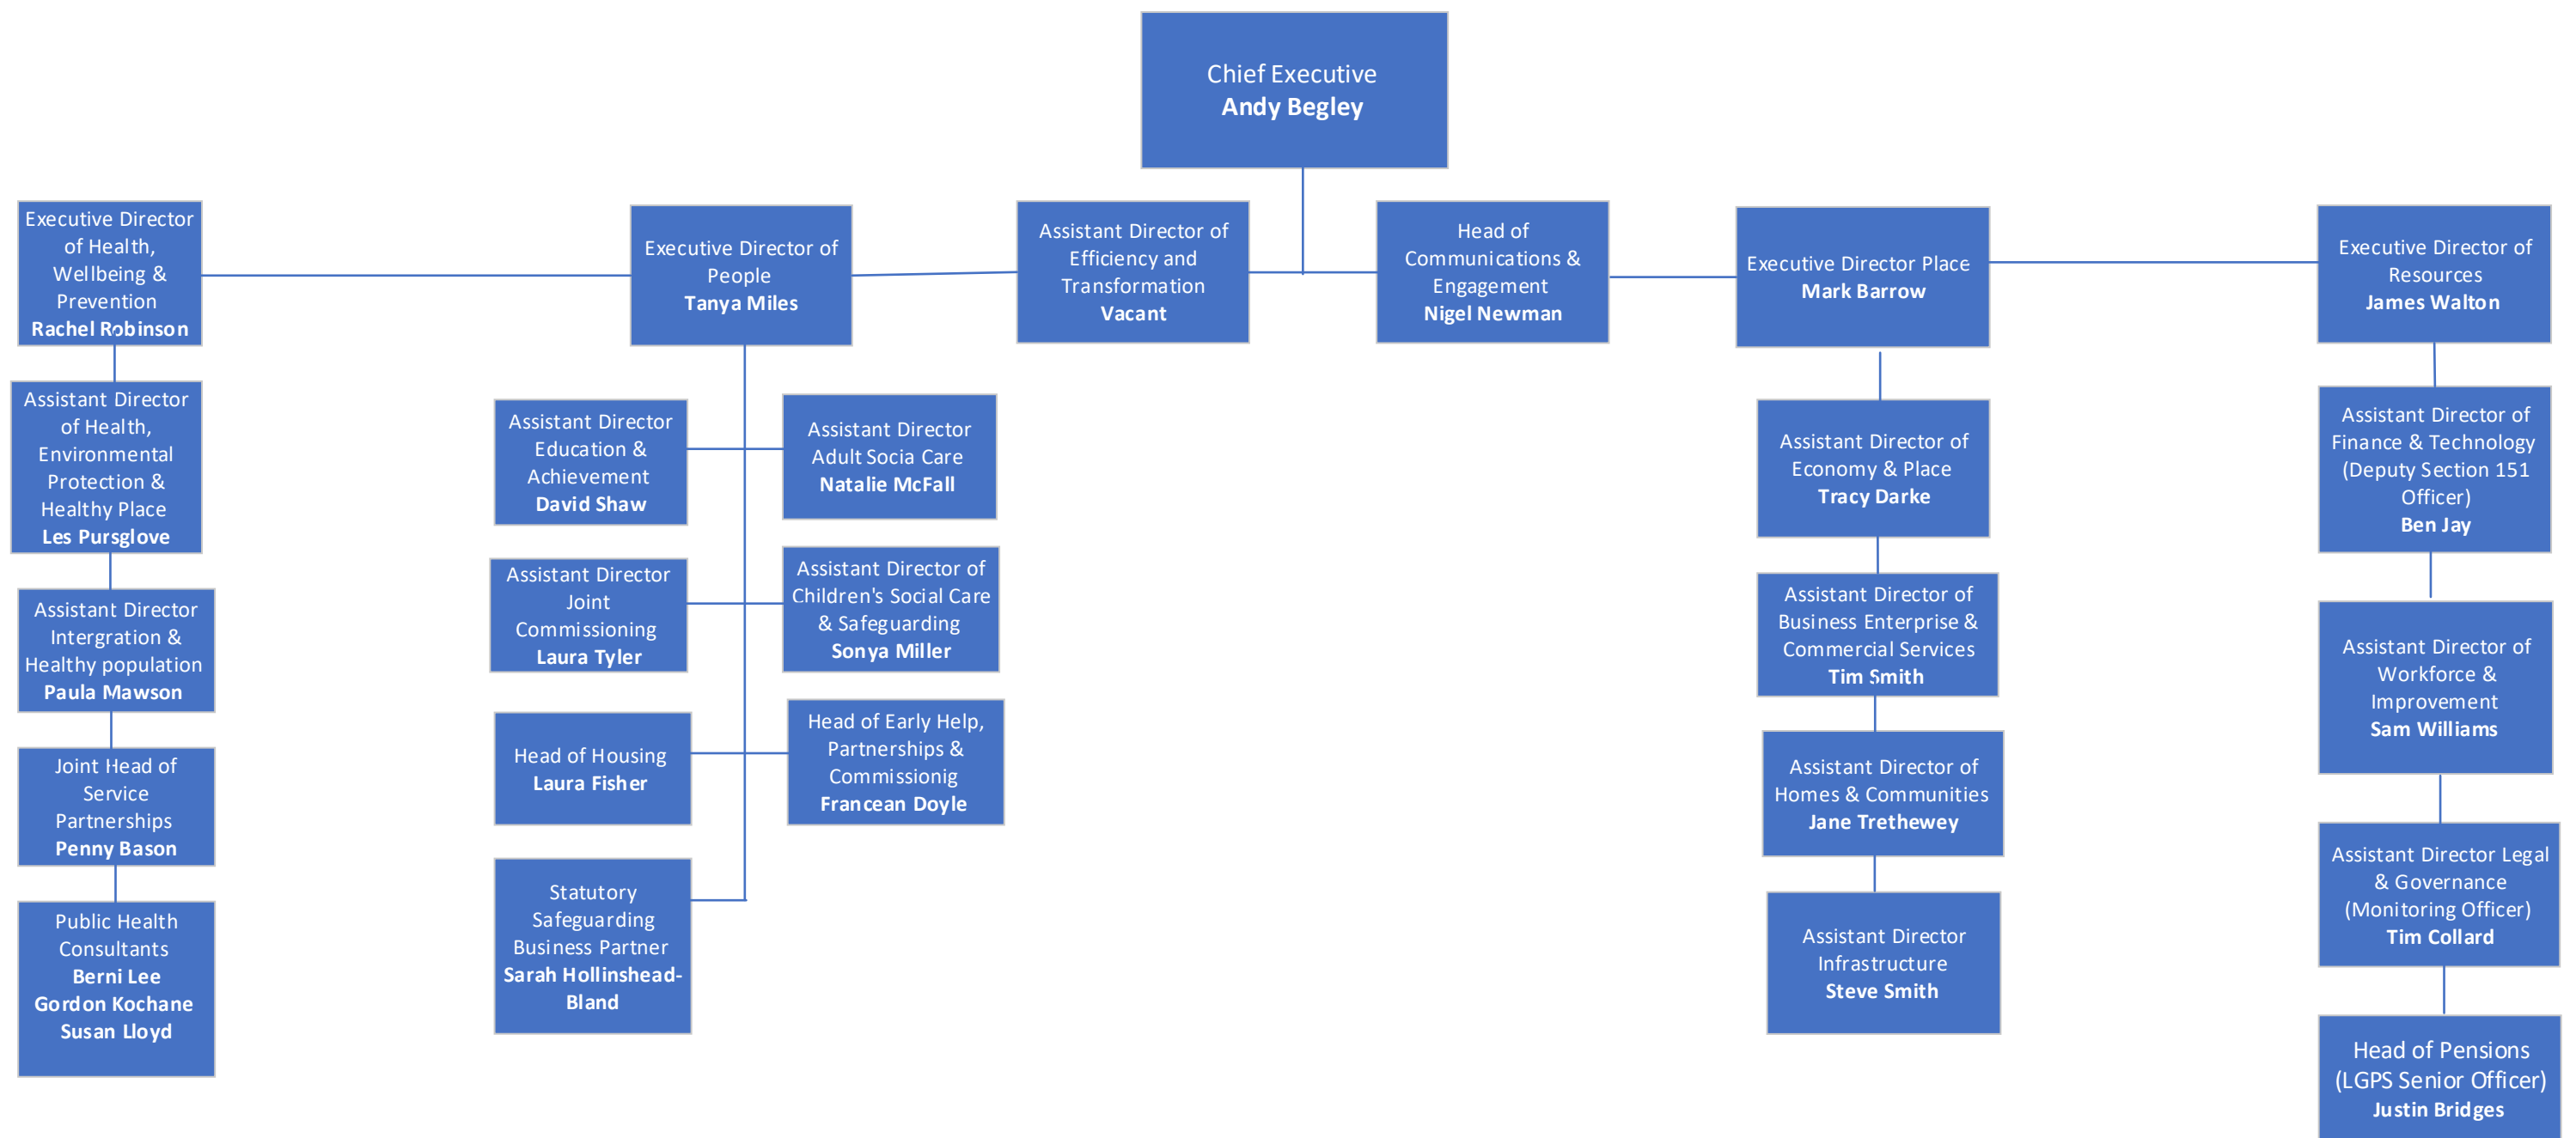 Chief Executive
Andy Begley
Executive Director
of Health,
Wellbeing &
Prevention
Rachel Robinson
Executive Director of
People
Tanya Miles
Assistant Director of
Efficiency and
Transformation
Vacant
Head of
Communications &
Engagement
Nigel Newman
Executive Director Place
Mark Barrow
Executive Director of
Resources
James Walton
Assistant Director
of Health,
Environmental
Protection &
Healthy Place
Les Pursglove
Assistant Director
Intergration &
Healthy population
Paula Mawson
Joint Head of
Service
Partnerships
Penny Bason
Public Health
Consultants
Berni Lee
Gordon Kochane
Susan Lloyd
Assistant Director
Education &
Achievement
David Shaw
Assistant Director
Adult Socia Care
Natalie McFall
Assistant Director
Joint
Commissioning
Laura Tyler
Assistant Director of
Children's Social Care
& Safeguarding
Sonya Miller
Head of Housing
Laura Fisher
Head of Early Help,
Partnerships &
Commissionig
Francean Doyle
Statutory
Safeguarding
Business Partner
Sarah Hollinshead-
Bland
Assistant Director of
Economy & Place
Tracy Darke
Assistant Director of
Business Enterprise &
Commercial Services
Tim Smith
Assistant Director of
Homes & Communities
Jane Trethewey
Assistant Director
Infrastructure
Steve Smith
Assistant Director of
Finance & Technology
(Deputy Section 151
Officer)
Ben Jay
Assistant Director of
Workforce &
Improvement
Sam Williams
Assistant Director Legal
& Governance
(Monitoring Officer)
Tim Collard
Head of Pensions
(LGPS Senior Officer)
Justin Bridges